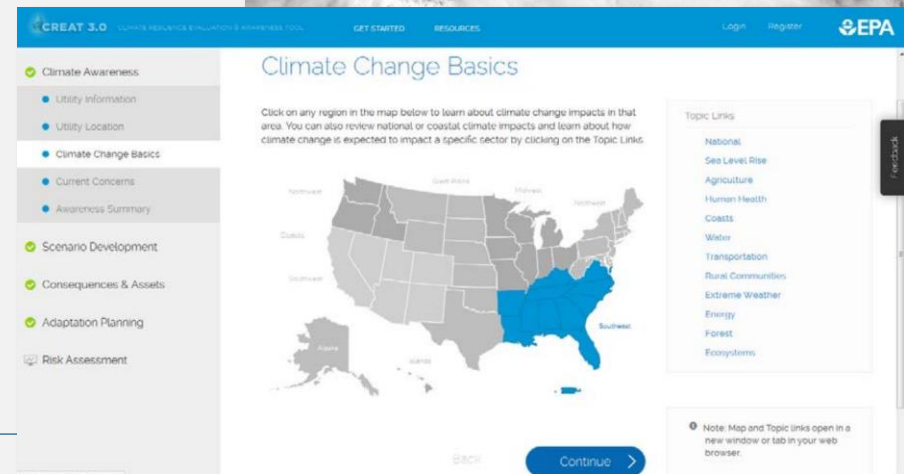 CREAT 3.0 CLIMATE RESILIENCE EVALUATION & AWARENESS TOOL GET STARTED RESOURCES Login Register EPA
Climate Awareness
Utility Information
Utility Location
Climate Change Basics
Current Concerns
Awareness Summary
Scenario Development
Consequences & Assets
Adaptation Planning
Risk Assessment
Climate Change Basics
Click on any region in the map below to learn about climate change impacts in that
area. You can also review national or coastal climate impacts and learn about how
climate change is expected to impact a specific sector by clicking on the Topic Links.
Northwest
Great Plains
Midwest
Northeast
Coasts
Southwest
Southeast
Alaska
Islands
Back
Continue
Topic Links
National
Sea Level Rise
Agriculture
Human Health
Coasts
Water
Transportation
Rural Communities
Extreme Weather
Energy
Forest
Ecosystems
Note: Map and Topic links open in a
new window or tab in your web
browser.
Feedback